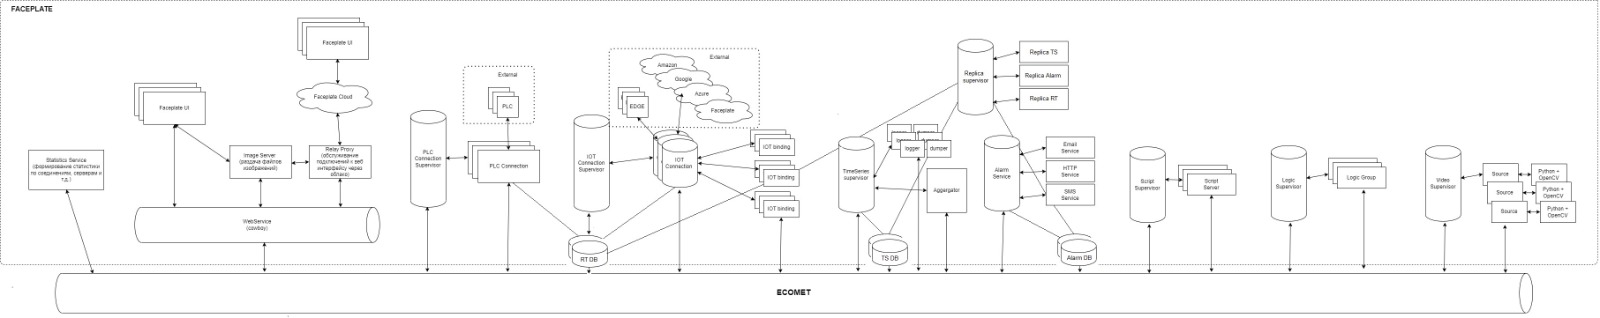 FACEPLATE
Faceplate UI
Faceplate Cloud
Faceplate UI
Statistics Service
(формирование статистики
по соединениям, серверам и
т.д.)
Image Server
(раздача файлов
изображений)
Relay Proxy
(обслуживание
подключений к веб
интерфейсу через
облако)
WebService
(cowboy)
External
PLC
PLC
Connection
Supervisor
PLC Connection
External
Amazon
Google
Azure
Faceplate
EDGE
IOT
Connection
Supervisor
IOT
Connection
IOT binding
IOT binding
IOT binding
RT DB
Replica
supervisor
Replica TS
Replica Alarm
Replica RT
TimeSeries
supervisor
logger
dumper
Aggergator
TS DB
Alarm
Service
Email
Service
HTTP
Service
SMS
Service
Alarm DB
Script
Supervisor
Script
Server
Logic
Supervisor
Logic Group
Video
Supervisor
Source
Python +
OpenCV
Source
Python +
OpenCV
Source
Python +
OpenCV
ECOMET